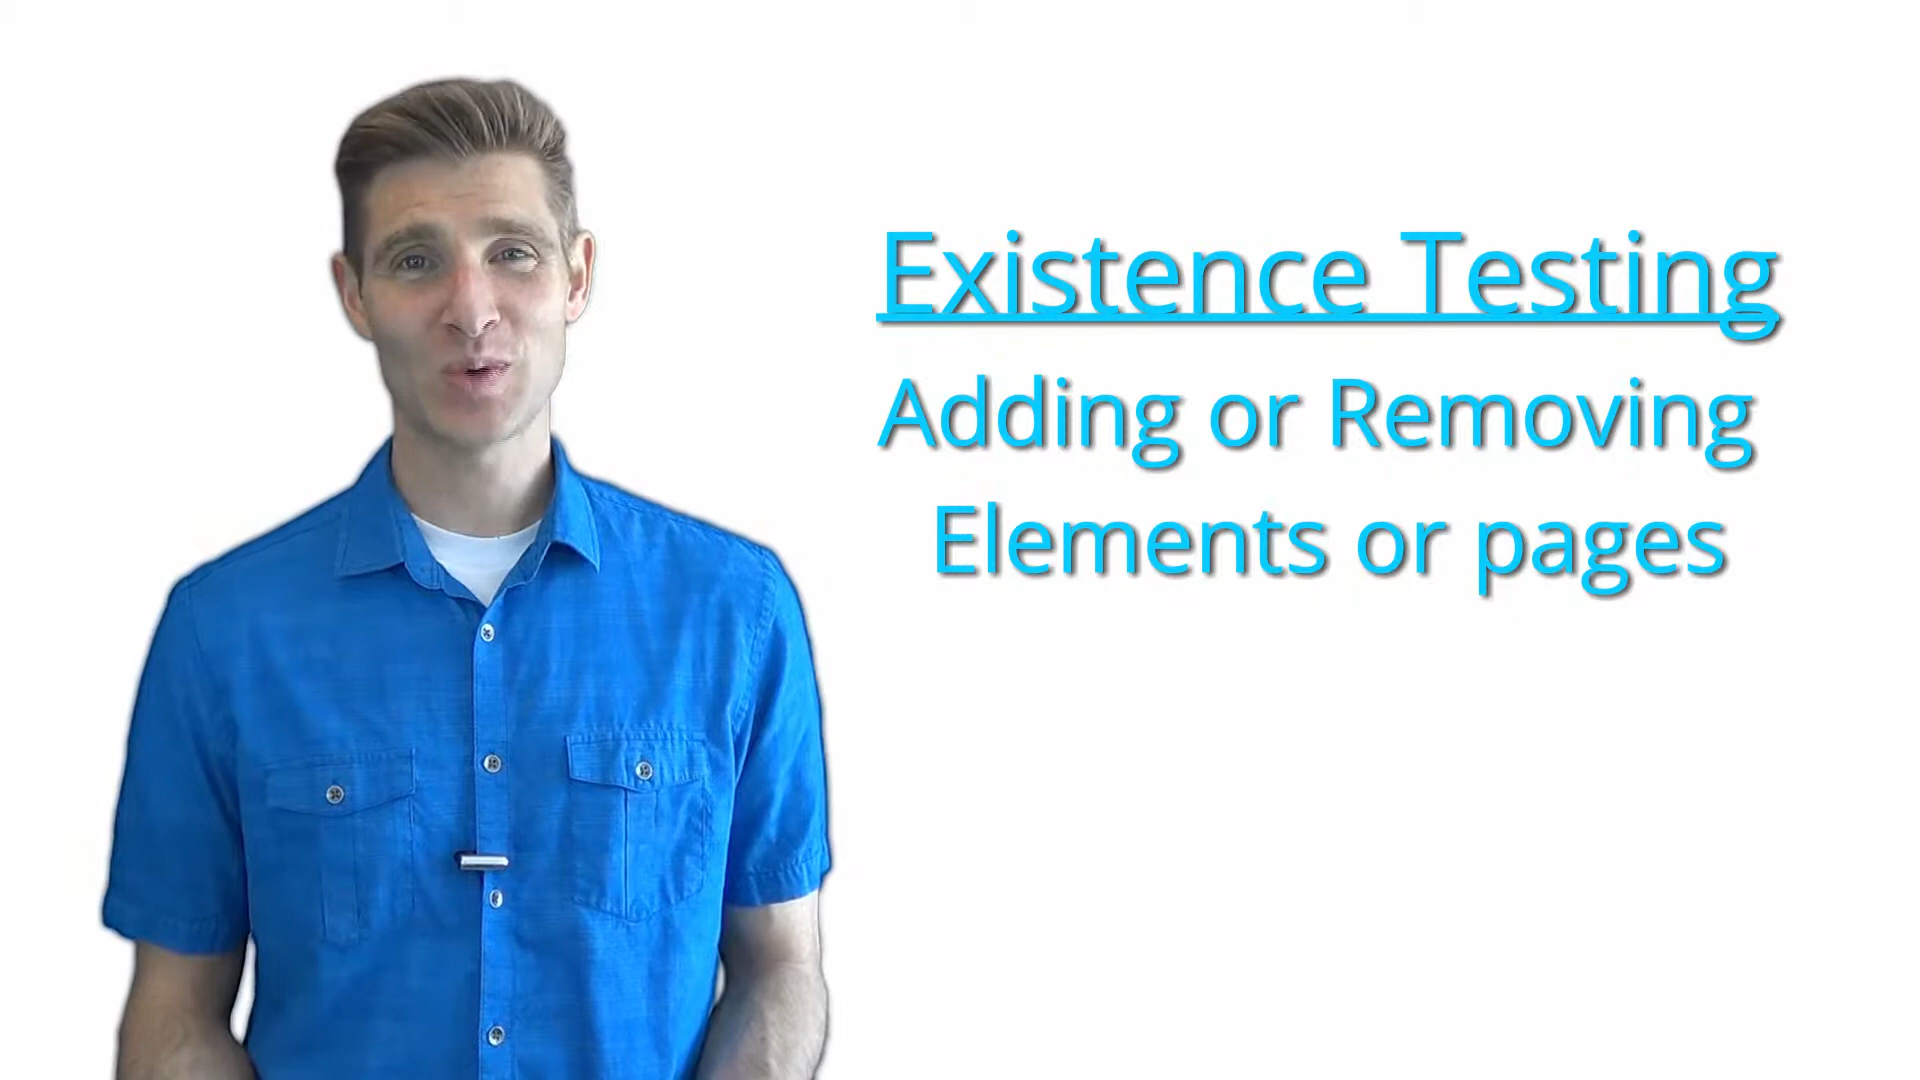 Existence Testing
Adding or Removing
Elements or pages